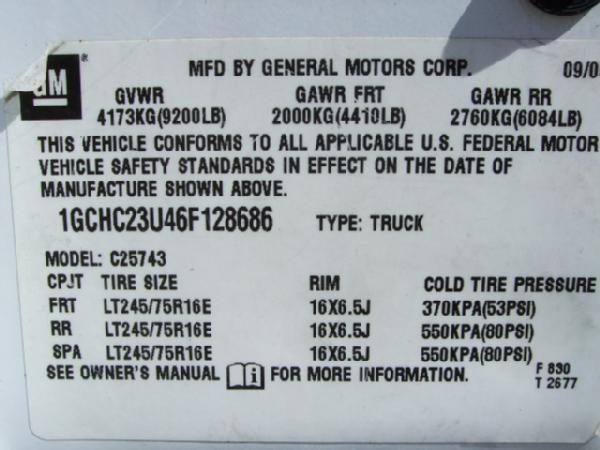 GM ®
MFD BY GENERAL MOTORS CORP. 09/0
GVWR GAWR FRT GAWR RR
4173KG(9200LB) 2000KG(4410LB) 2760KG(6084LB)
THIS VEHICLE CONFORMS TO ALL APPLICABLE U.S. FEDERAL MOTOR
VEHICLE SAFETY STANDARDS IN EFFECT ON THE DATE OF
MANUFACTURE SHOWN ABOVE.
1GCHC23U46F128686 TYPE: TRUCK
MODEL: C25743
CPJT TIRE SIZE RIM COLD TIRE PRESSURE
FRT LT245/75R16E 16X6.5J 370KPA(53PSI)
RR LT245/75R16E 16X6.5J 550KPA(80PSI)
SPA LT245/75R16E 16X6.5J 550KPA(80PSI)
SEE OWNER'S MANUAL i FOR MORE INFORMATION. F 830
T 2677